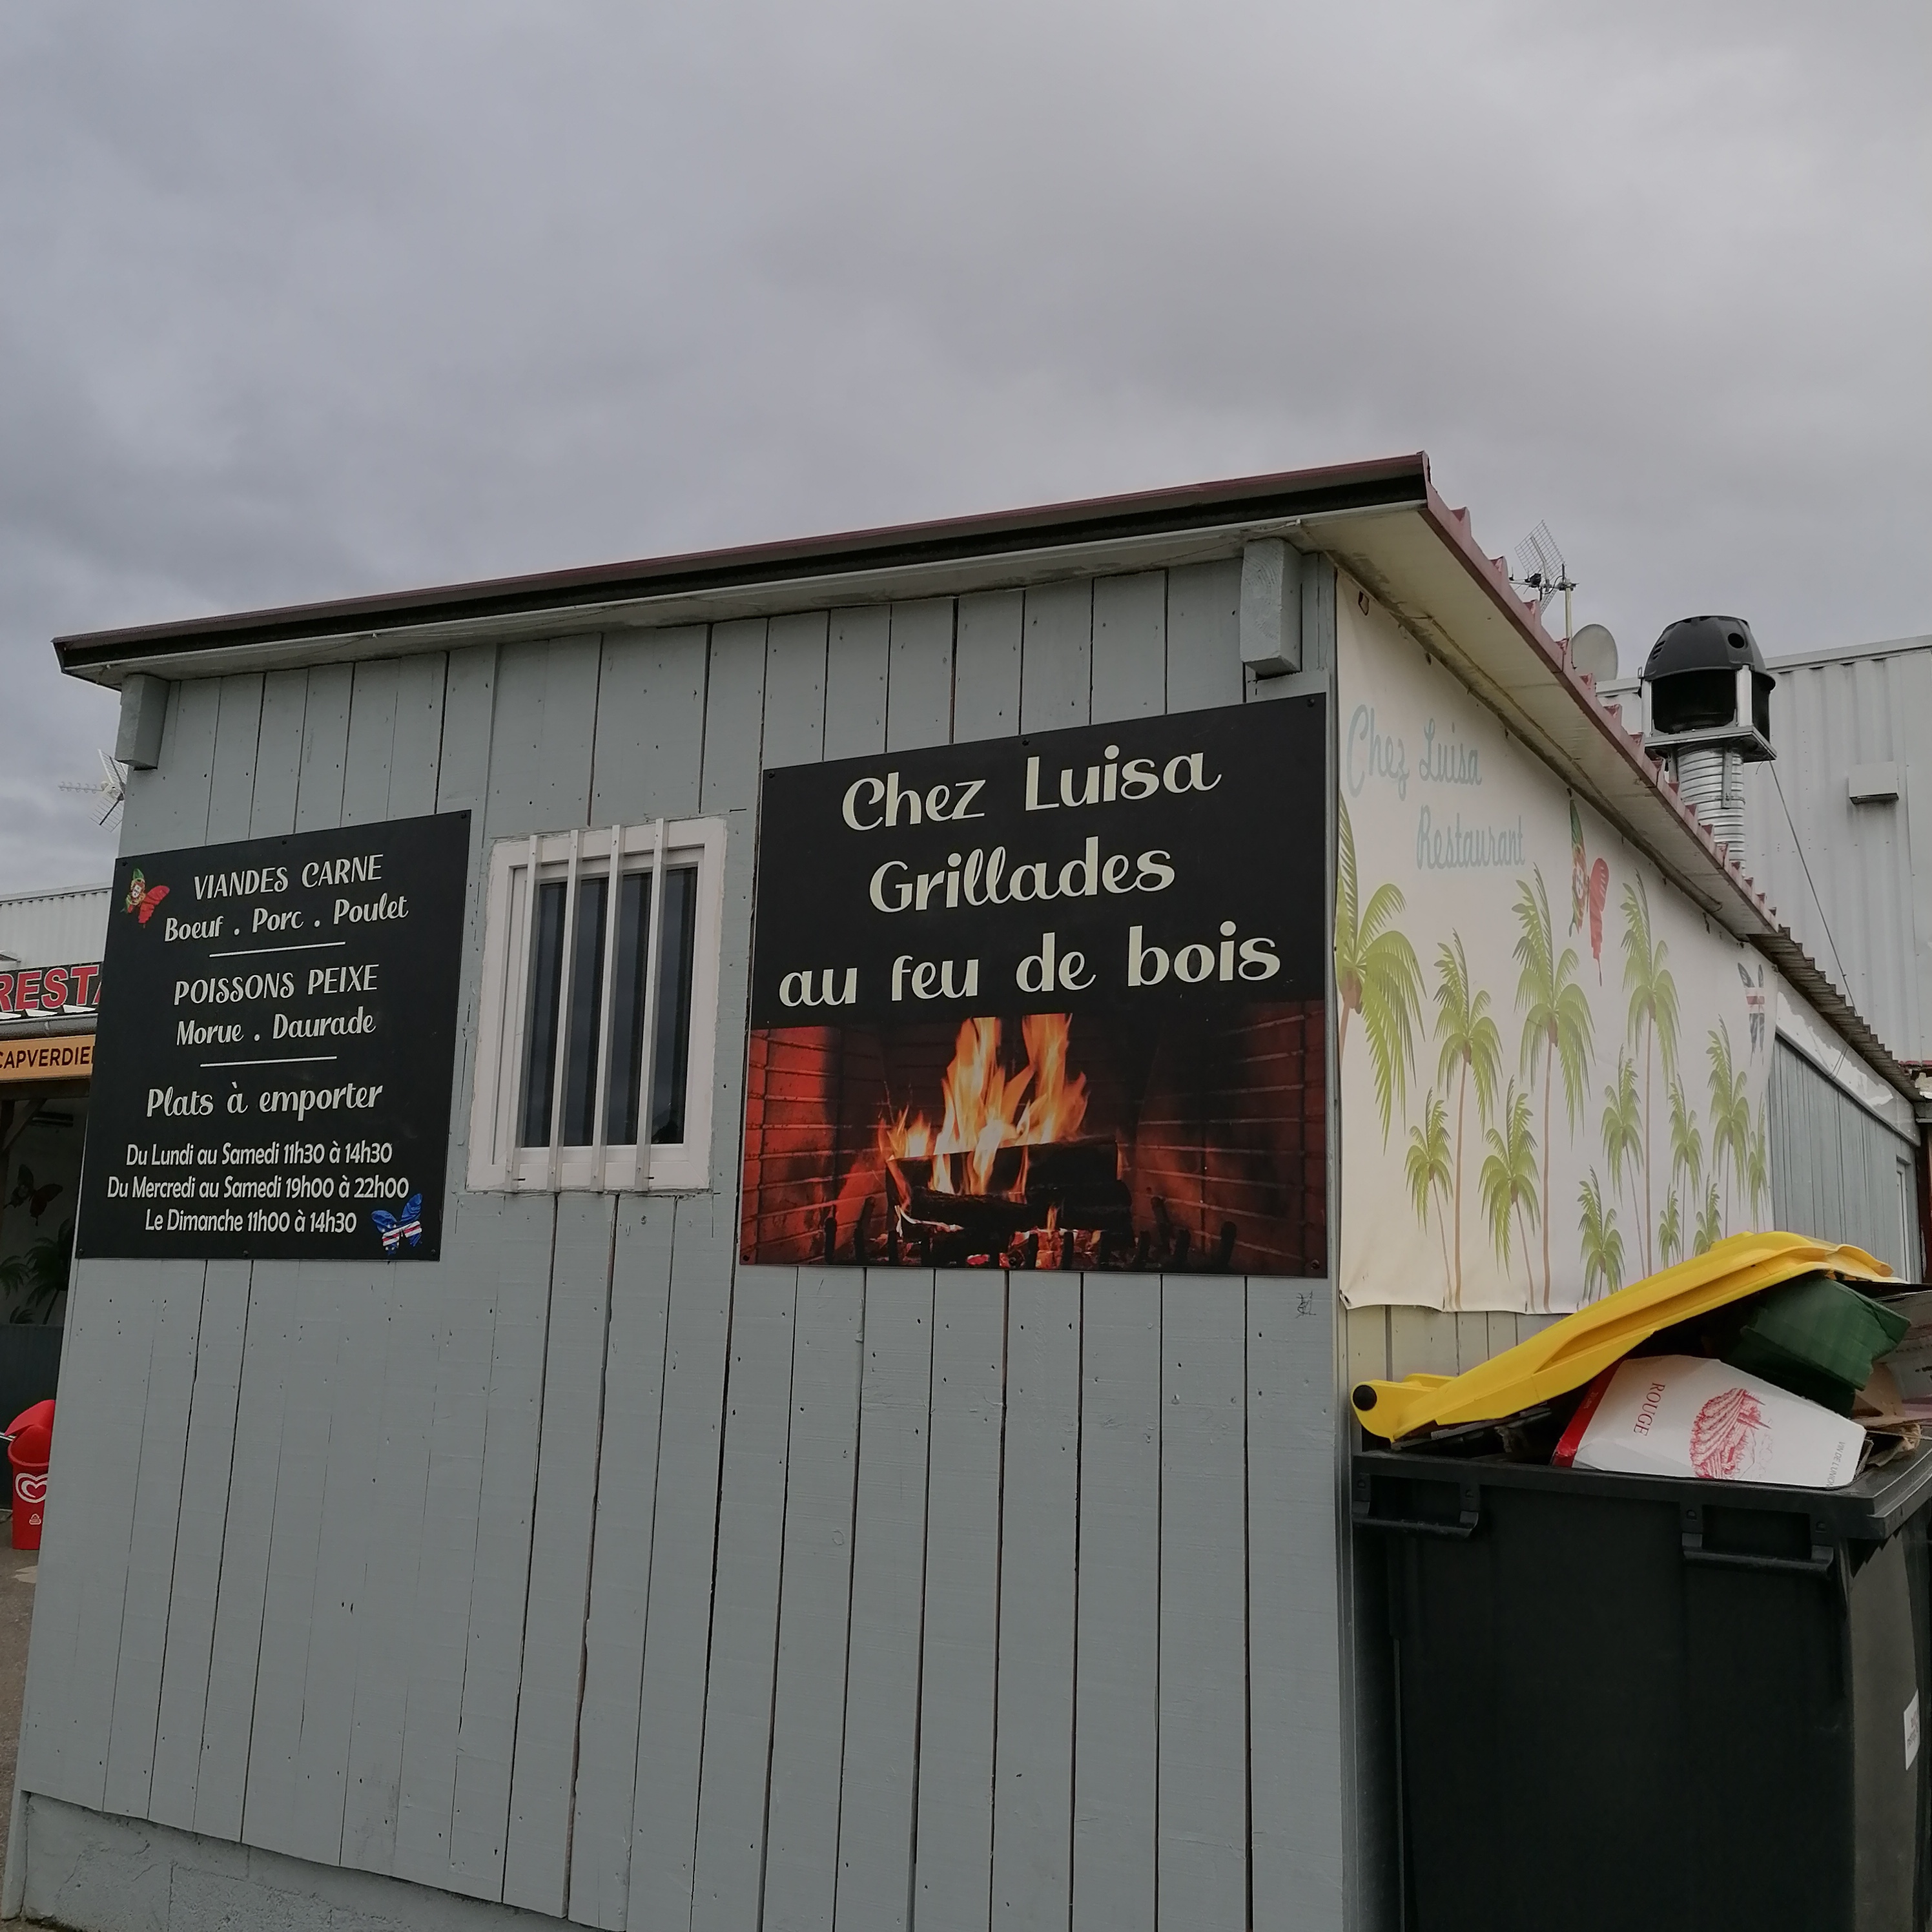 VIANDES CARNE
Boeuf . Porc . Poulet
POISSONS PEIXE
Morue . Daurade
Plats à emporter
Du Lundi au Samedi 11h30 à 14h30
Du Mercredi au Samedi 19h00 à 22h00
Le Dimanche 11h00 à 14h30
Chez Luisa
Grillades
au feu de bois
Chez Luisa
Restaurant
ROUGE